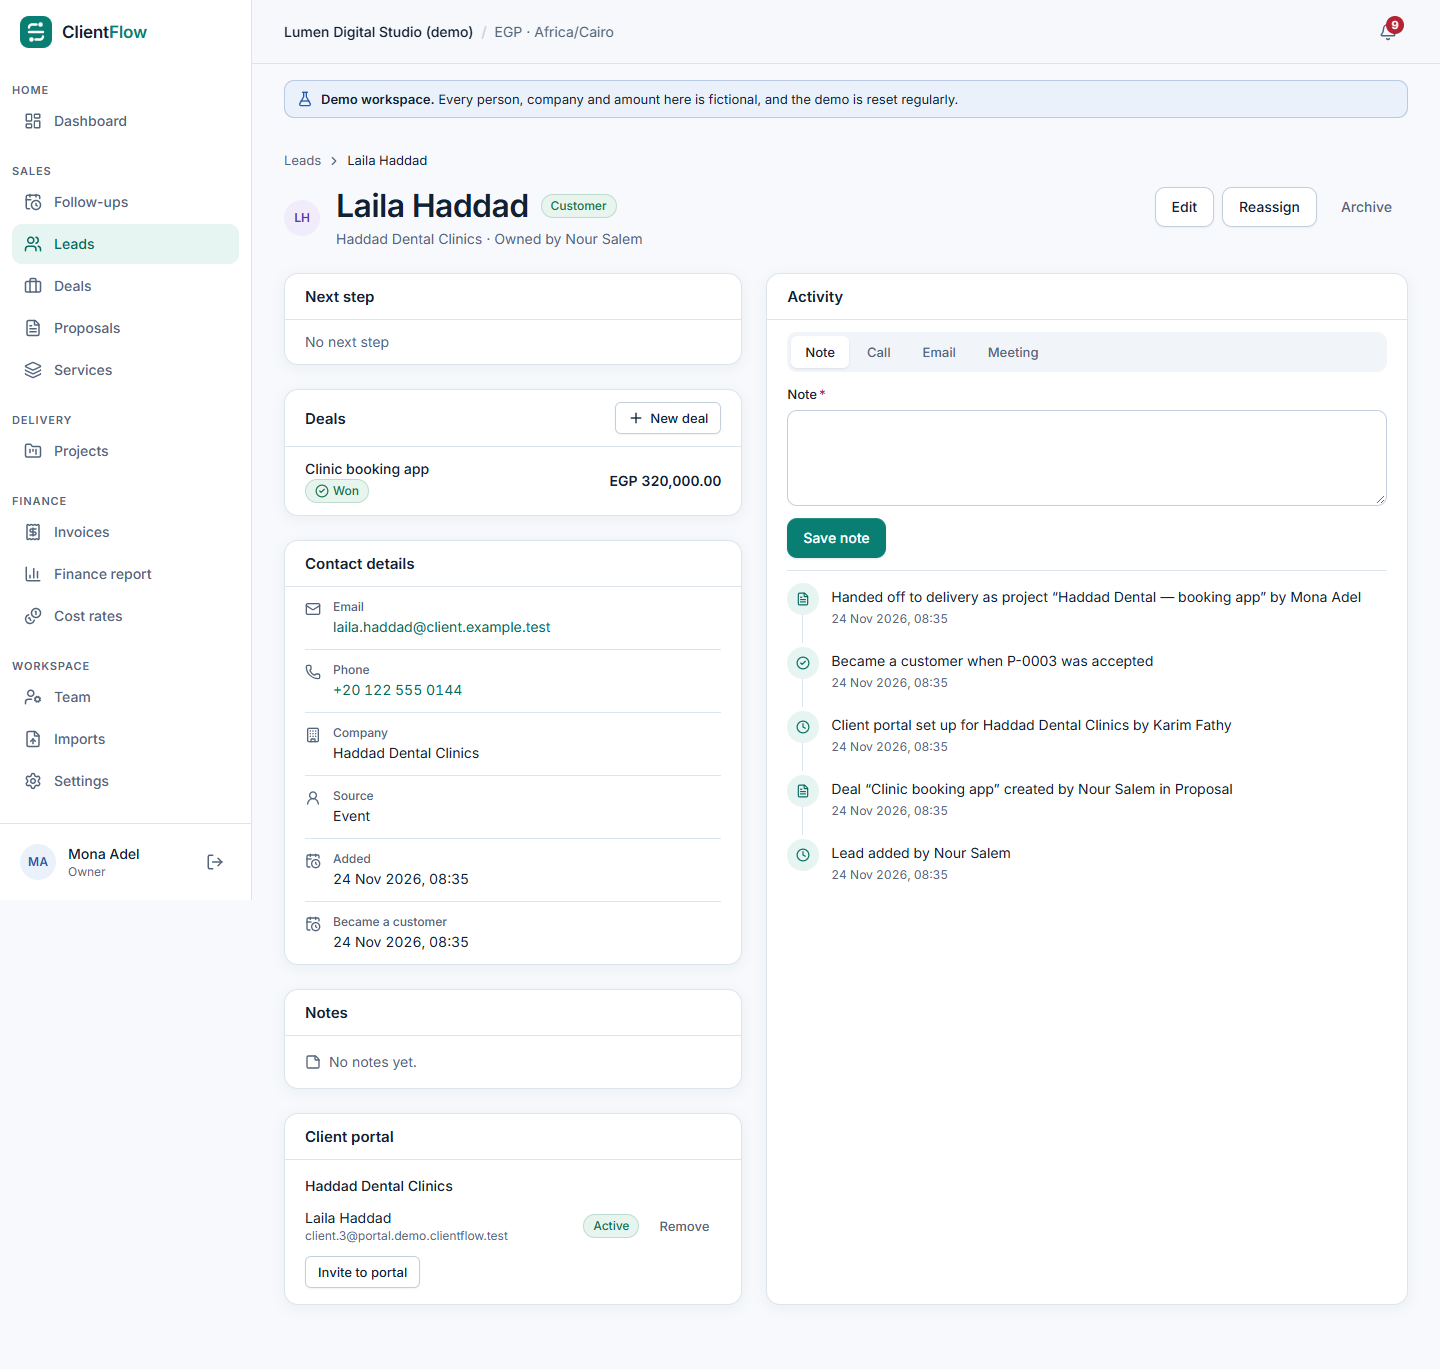 ClientFlow
HOME
Dashboard
SALES
Follow-ups
Leads
Deals
Proposals
Services
DELIVERY
Projects
FINANCE
Invoices
Finance report
Cost rates
WORKSPACE
Team
Imports
Settings
MA
Mona Adel
Owner
Lumen Digital Studio (demo) / EGP · Africa/Cairo
9
Demo workspace. Every person, company and amount here is fictional, and the demo is reset regularly.
Leads > Laila Haddad
LH
Laila Haddad Customer
Haddad Dental Clinics · Owned by Nour Salem
Edit
Reassign
Archive
Next step
No next step
Deals
+ New deal
Clinic booking app
Won
EGP 320,000.00
Contact details
Email
laila.haddad@client.example.test
Phone
+20 122 555 0144
Company
Haddad Dental Clinics
Source
Event
Added
24 Nov 2026, 08:35
Became a customer
24 Nov 2026, 08:35
Notes
No notes yet.
Client portal
Haddad Dental Clinics
Laila Haddad
client.3@portal.demo.clientflow.test
Active
Remove
Invite to portal
Activity
Note Call Email Meeting
Note*
Save note
Handed off to delivery as project “Haddad Dental — booking app” by Mona Adel
24 Nov 2026, 08:35
Became a customer when P-0003 was accepted
24 Nov 2026, 08:35
Client portal set up for Haddad Dental Clinics by Karim Fathy
24 Nov 2026, 08:35
Deal “Clinic booking app” created by Nour Salem in Proposal
24 Nov 2026, 08:35
Lead added by Nour Salem
24 Nov 2026, 08:35